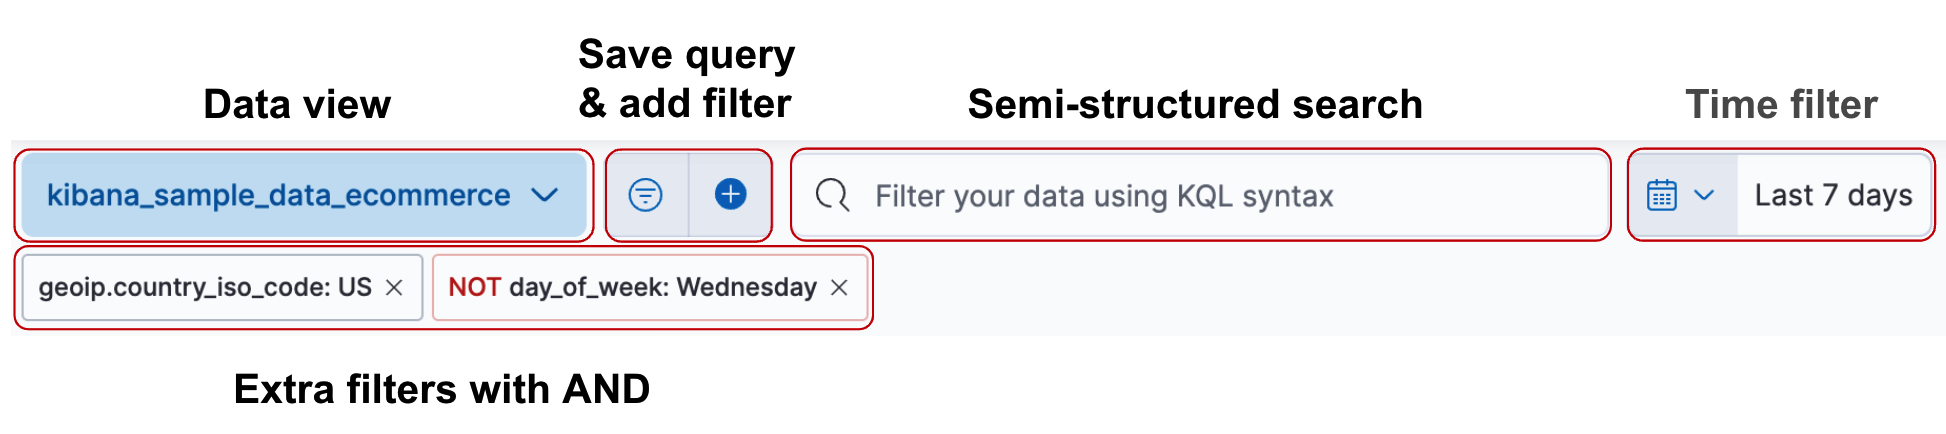 Save query
& add filter
Data view
Semi-structured search
Time filter
kibana_sample_data_ecommerce
Filter your data using KQL syntax
Last 7 days
geoip.country_iso_code: US
NOT day_of_week: Wednesday
Extra filters with AND